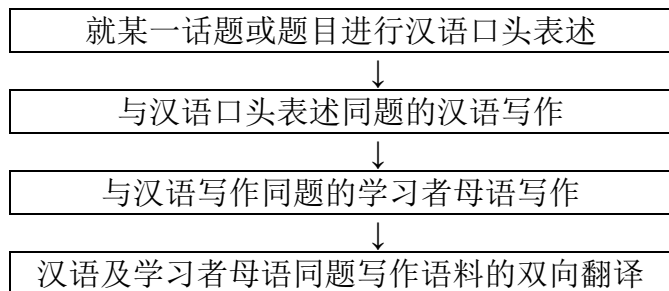 就某一话题或题目进行汉语口头表述
↓
与汉语口头表述同题的汉语写作
↓
与汉语写作同题的学习者母语写作
↓
汉语及学习者母语同题写作语料的双向翻译